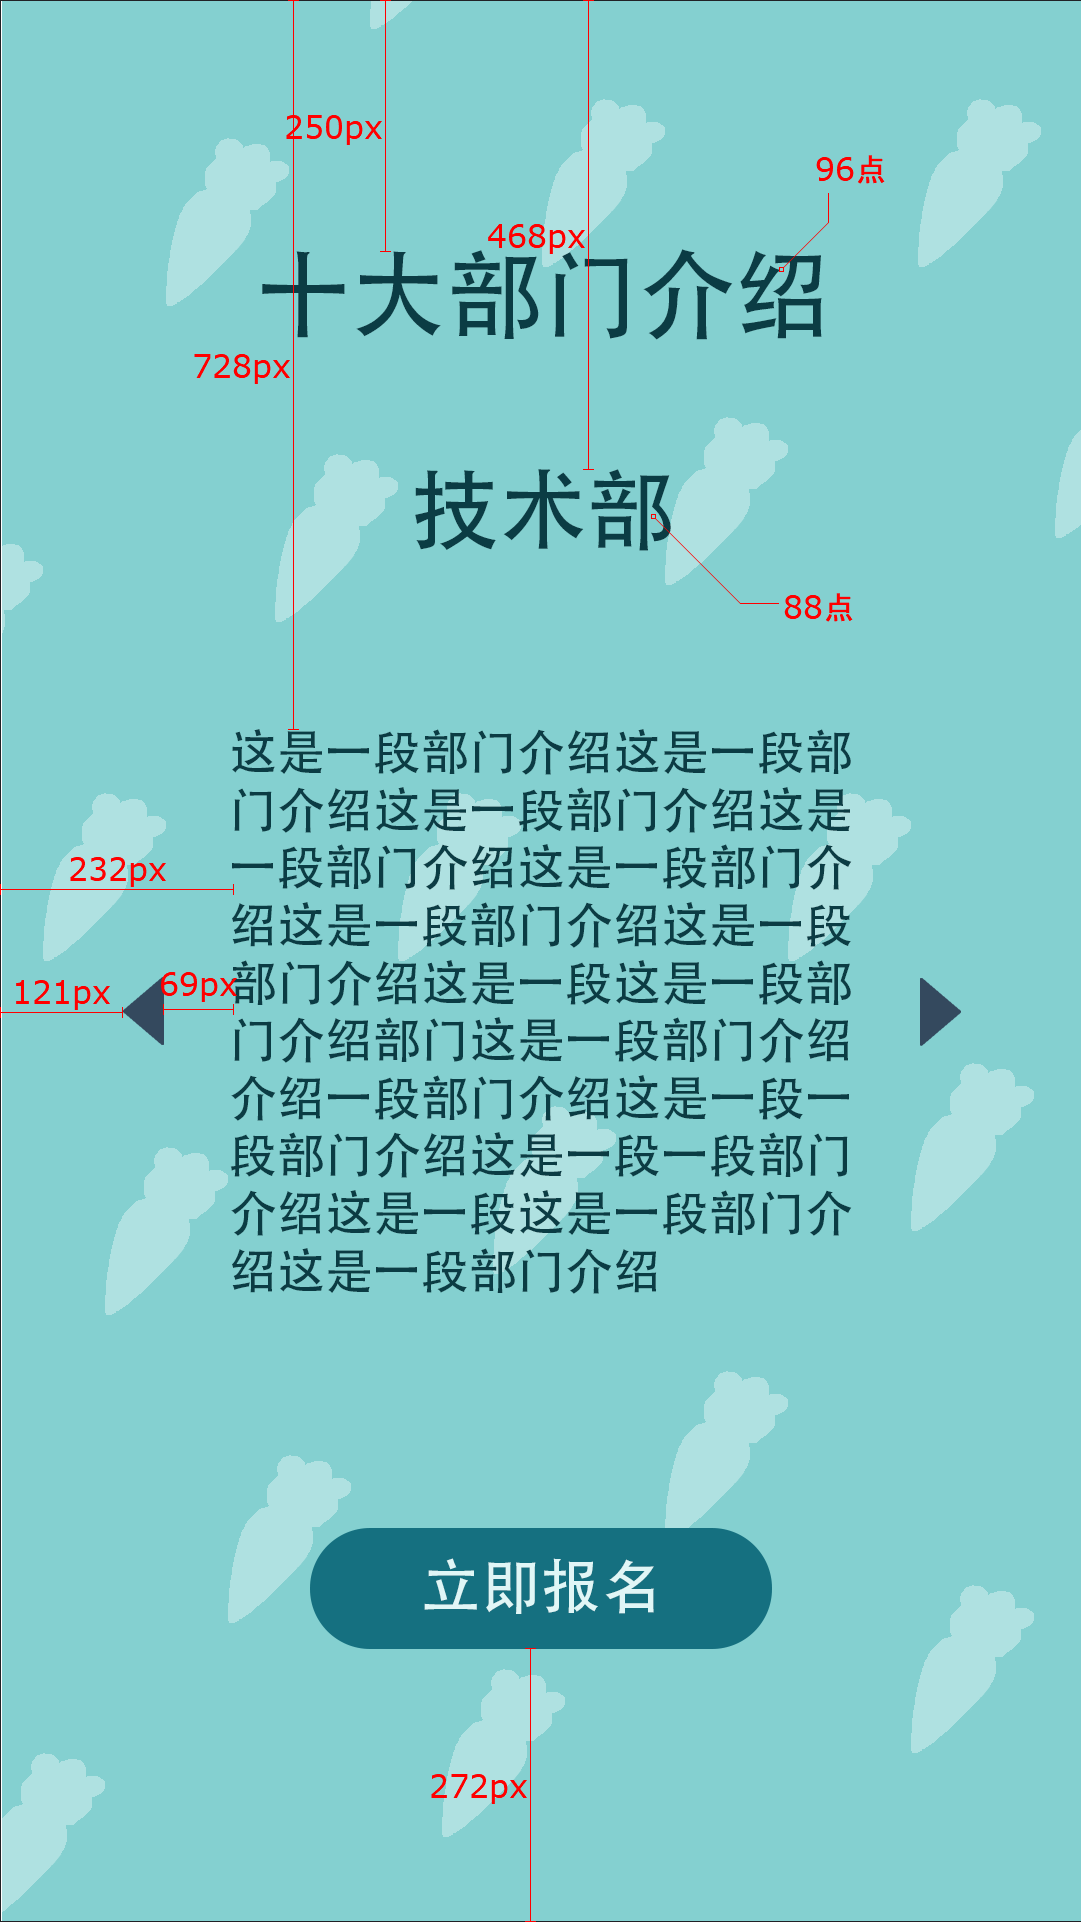 250px
96点
468px
十大部门介绍
728px
技术部
88点
这是一段部门介绍这是一段部
门介绍这是一段部门介绍这是
232px
一段部门介绍这是一段部门介
绍这是一段部门介绍这是一段
121px
69px
部门介绍这是一段这是一段部
门介绍部门这是一段部门介绍
介绍一段部门介绍这是一段一
段部门介绍这是一段一段部门
介绍这是一段这是一段部门介
绍这是一段部门介绍
立即报名
272px